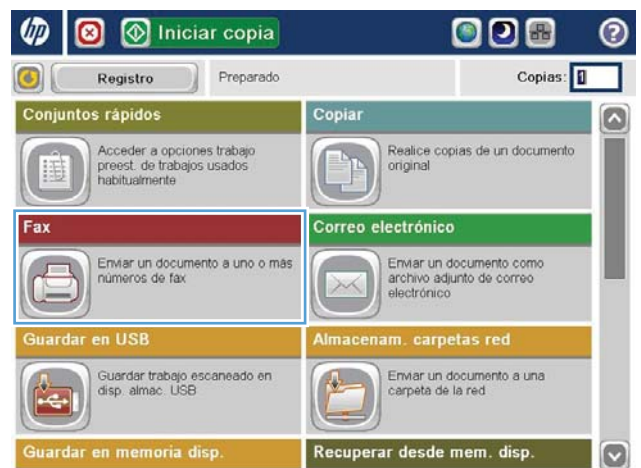 hp
Iniciar copia
?
Registro
Preparado
Copias: 1
Conjuntos rápidos
Acceder a opciones trabajo
preest. de trabajos usados
habitualmente
Copiar
Realice copias de un documento
original
Fax
Enviar un documento a uno o más
números de fax
Correo electrónico
Enviar un documento como
archivo adjunto de correo
electrónico
Guardar en USB
Guardar trabajo escaneado en
disp. almac. USB
Almacenam. carpetas red
Enviar un documento a una
carpeta de la red
Guardar en memoria disp.
Recuperar desde mem. disp.